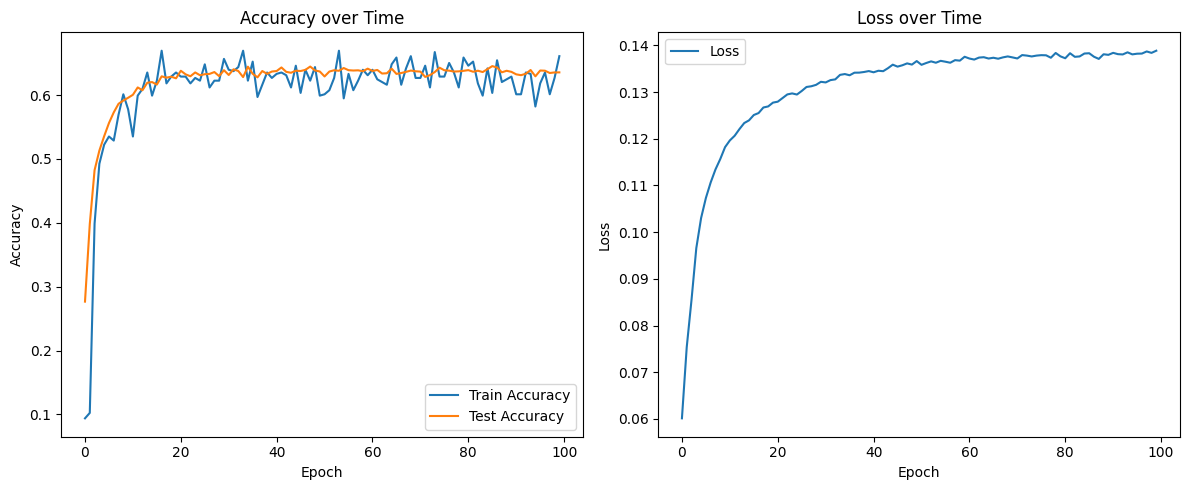 Accuracy over Time
0.6
0.5
0.4
0.3
0.2
0.1
Accuracy
0 20 40 60 80 100
Epoch
Train Accuracy
Test Accuracy
Loss over Time
0.14
0.13
0.12
0.11
0.10
0.09
0.08
0.07
0.06
Loss
0 20 40 60 80 100
Epoch
Loss